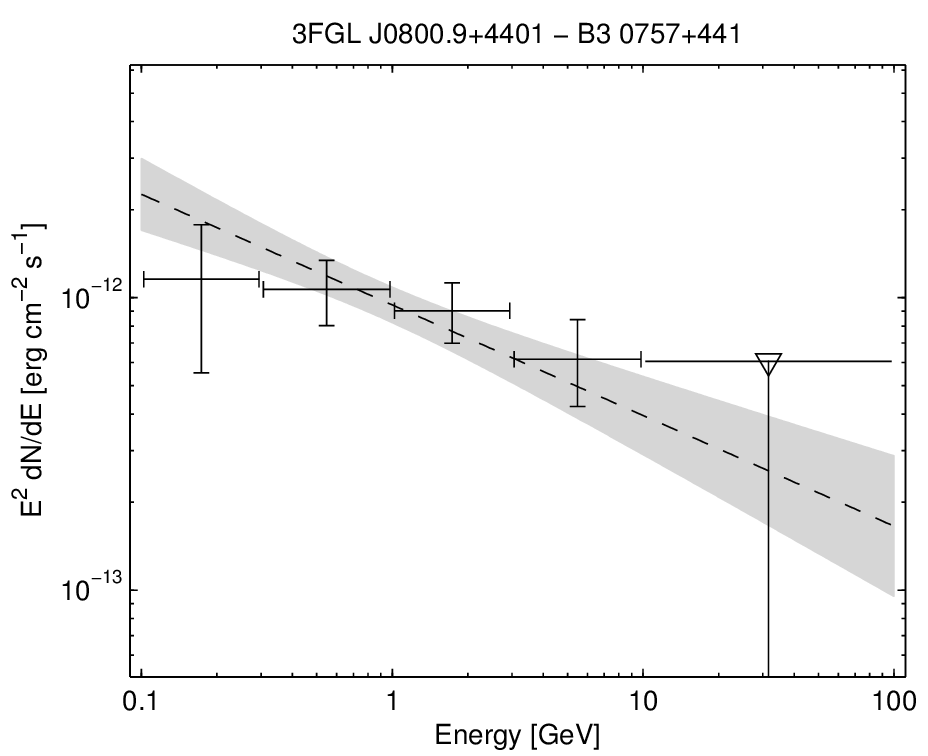 3FGL J0800.9+4401 − B3 0757+441
E² dN/dE [erg cm⁻² s⁻¹]
10⁻¹²
10⁻¹³
0.1 1 10 100
Energy [GeV]